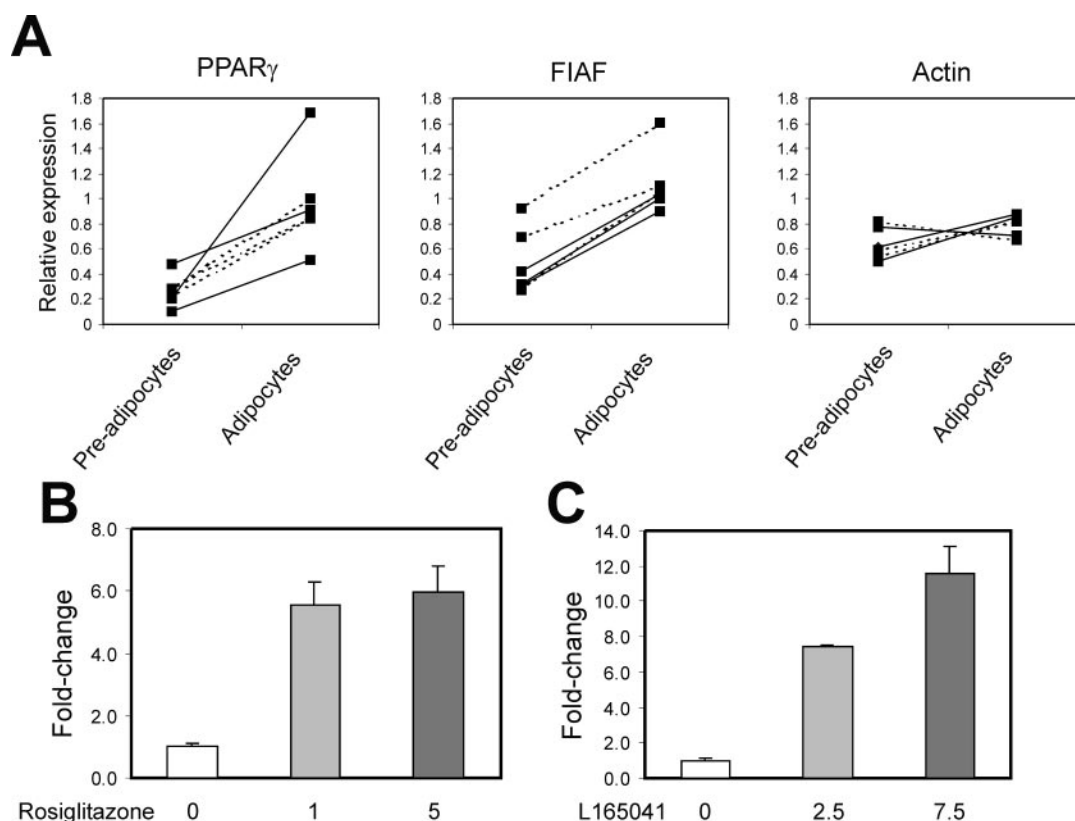 A
PPARγ FIAF Actin
Relative expression
1.8 1.8 1.8
1.6 1.6 1.6
1.4 1.4 1.4
1.2 1.2 1.2
1 1 1
0.8 0.8 0.8
0.6 0.6 0.6
0.4 0.4 0.4
0.2 0.2 0.2
0 0 0
Pre-adipocytes Adipocytes Pre-adipocytes Adipocytes Pre-adipocytes Adipocytes
B
Fold-change
8.0
6.0
4.0
2.0
0.0
Rosiglitazone 0 1 5
C
Fold-change
14.0
12.0
10.0
8.0
6.0
4.0
2.0
0.0
L165041 0 2.5 7.5